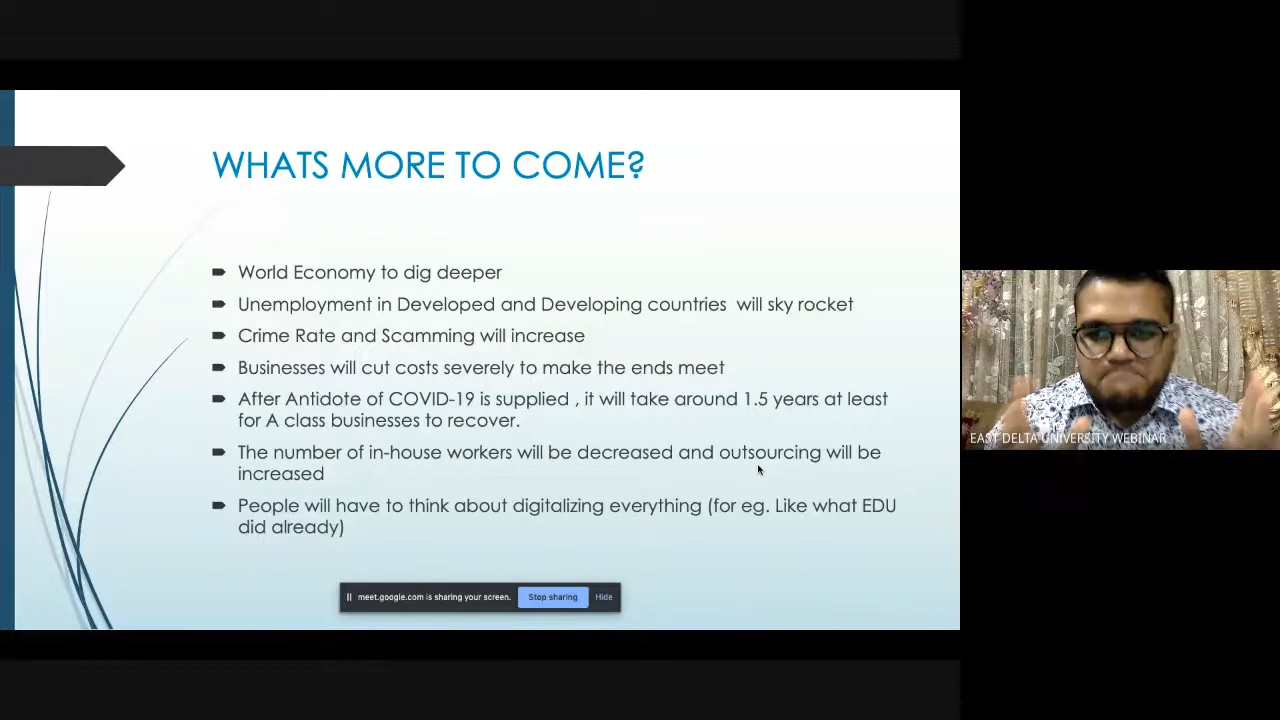 WHATS MORE TO COME?
World Economy to dig deeper
Unemployment in Developed and Developing countries  will sky rocket
Crime Rate and Scamming will increase
Businesses will cut costs severely to make the ends meet
After Antidote of COVID-19 is supplied , it will take around 1.5 years at least
for A class businesses to recover.
The number of in-house workers will be decreased and outsourcing will be
increased
People will have to think about digitalizing everything (for eg. Like what EDU
did already)
meet.google.com is sharing your screen. Stop sharing Hide
EAST DELTA UNIVERSITY WEBINAR